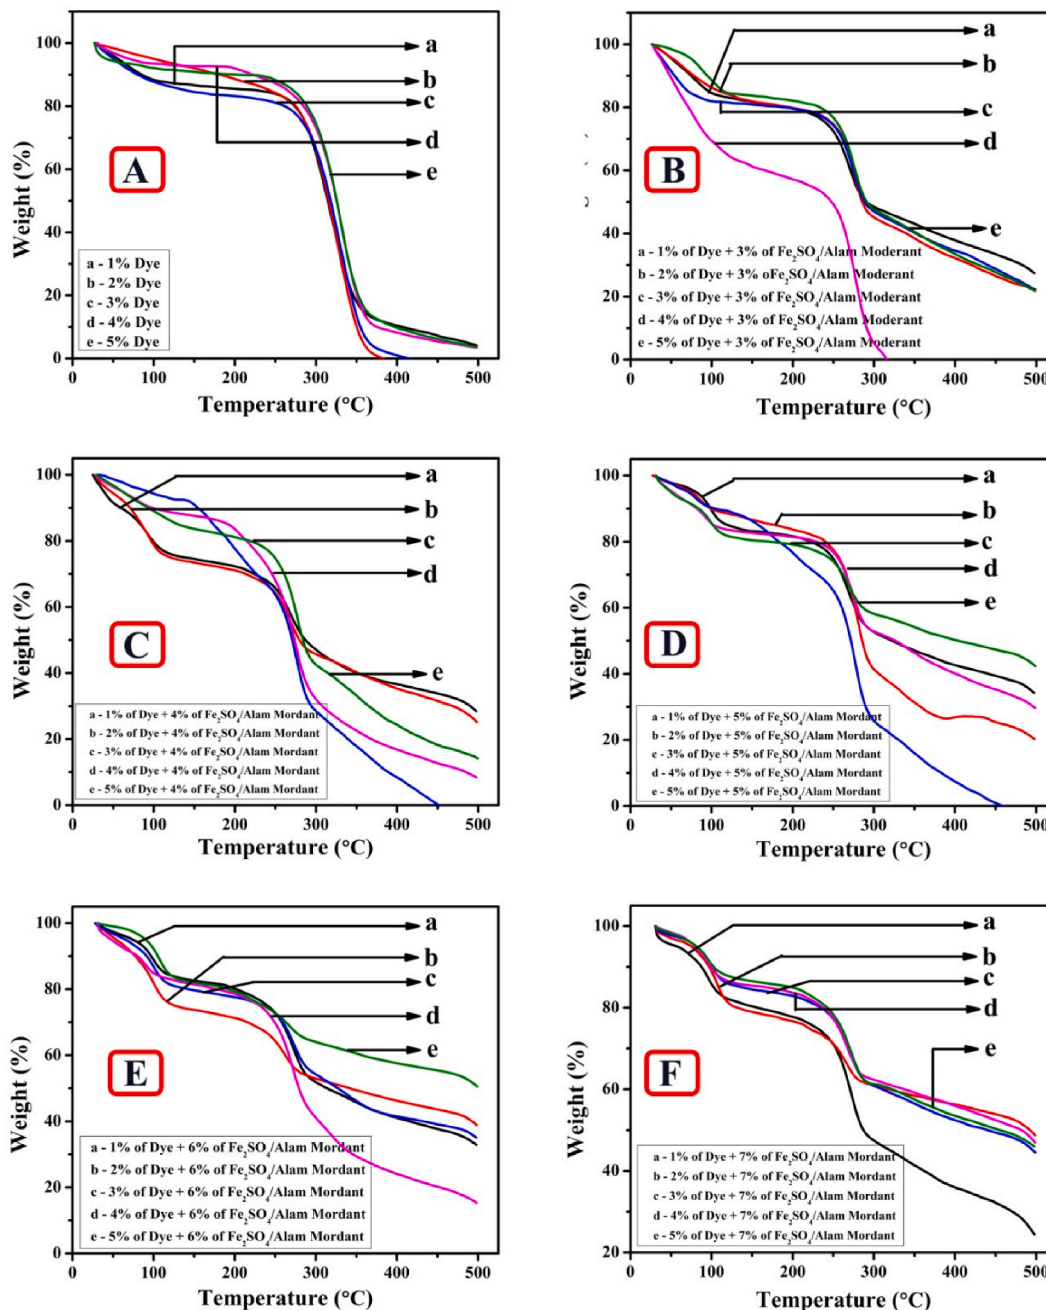 100
80
60
40
20
0
0
100
200
300
400
500
Weight (%)
Temperature (°C)
A
a
b
c
d
e
a - 1% Dye
b - 2% Dye
c - 3% Dye
d - 4% Dye
e - 5% Dye
100
80
60
40
20
0
0
100
200
300
400
500
Temperature (°C)
B
a
b
c
d
e
a - 1% of Dye + 3% of Fe₂SO₄/Alam Moderant
b - 2% of Dye + 3% oFe₂SO₄/Alam Moderant
c - 3% of Dye + 3% of Fe₂SO₄/Alam Moderant
d - 4% of Dye + 3% of Fe₂SO₄/Alam Moderant
e - 5% of Dye + 3% of Fe₂SO₄/Alam Moderant
100
80
60
40
20
0
0
100
200
300
400
500
Weight (%)
Temperature (°C)
C
a
b
c
d
e
a - 1% of Dye + 4% of Fe₂SO₄/Alam Mordant
b - 2% of Dye + 4% of Fe₂SO₄/Alam Mordant
c - 3% of Dye + 4% of Fe₂SO₄/Alam Mordant
d - 4% of Dye + 4% of Fe₂SO₄/Alam Mordant
e - 5% of Dye + 4% of Fe₂SO₄/Alam Mordant
100
80
60
40
20
0
0
100
200
300
400
500
Weight (%)
Temperature (°C)
D
a
b
c
d
e
a - 1% of Dye + 5% of Fe₂SO₄/Alam Mordant
b - 2% of Dye + 5% of Fe₂SO₄/Alam Mordant
c - 3% of Dye + 5% of Fe₂SO₄/Alam Mordant
d - 4% of Dye + 5% of Fe₂SO₄/Alam Mordant
e - 5% of Dye + 5% of Fe₂SO₄/Alam Mordant
100
80
60
40
20
0
0
100
200
300
400
500
Weight (%)
Temperature (°C)
E
a
b
c
d
e
a - 1% of Dye + 6% of Fe₂SO₄/Alam Mordant
b - 2% of Dye + 6% of Fe₂SO₄/Alam Mordant
c - 3% of Dye + 6% of Fe₂SO₄/Alam Mordant
d - 4% of Dye + 6% of Fe₂SO₄/Alam Mordant
e - 5% of Dye + 6% of Fe₂SO₄/Alam Mordant
100
80
60
40
20
0
100
200
300
400
500
Weight (%)
Temperature (°C)
F
a
b
c
d
e
a - 1% of Dye + 7% of Fe₂SO₄/Alam Mordant
b - 2% of Dye + 7% of Fe₂SO₄/Alam Mordant
c - 3% of Dye + 7% of Fe₂SO₄/Alam Mordant
d - 4% of Dye + 7% of Fe₂SO₄/Alam Mordant
e - 5% of Dye + 7% of Fe₂SO₄/Alam Mordant